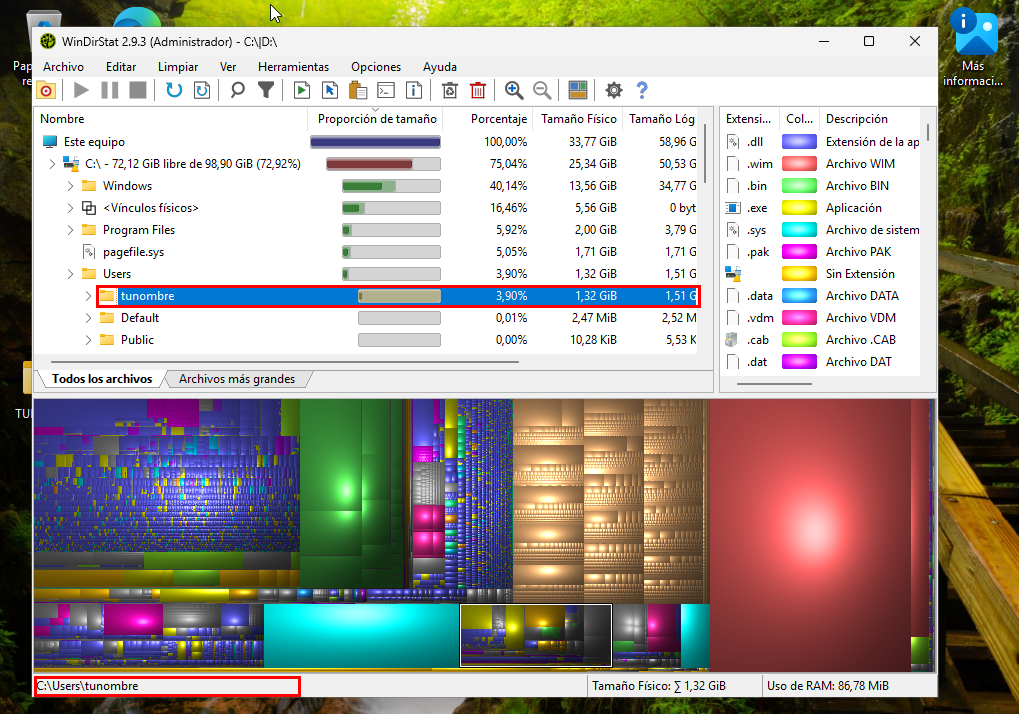 WinDirStat 2.9.3 (Administrador) - C:\|D:\
Archivo Editar Limpiar Ver Herramientas Opciones Ayuda
Nombre Proporción de tamaño Porcentaje Tamaño Físico Tamaño Lóg
Este equipo 100,00% 33,77 GiB 58,96 G
C:\ - 72,12 GiB libre de 98,90 GiB (72,92%) 75,04% 25,34 GiB 50,53 G
Windows 40,14% 13,56 GiB 34,77 G
<Vínculos físicos> 16,46% 5,56 GiB 0 byt
Program Files 5,92% 2,00 GiB 3,79 G
pagefile.sys 5,05% 1,71 GiB 1,71 G
Users 3,90% 1,32 GiB 1,51 G
tunombre 3,90% 1,32 GiB 1,51 G
Default 0,01% 2,47 MiB 2,52 M
Public 0,00% 10,28 KiB 5,53 K
Todos los archivos Archivos más grandes
Extensi... Col... Descripción
.dll Extensión de la ap
.wim Archivo WIM
.bin Archivo BIN
.exe Aplicación
.sys Archivo de sistem
.pak Archivo PAK
Sin Extensión
.data Archivo DATA
.vdm Archivo VDM
.cab Archivo .CAB
.dat Archivo DAT
C:\Users\tunombre Tamaño Físico: ∑ 1,32 GiB Uso de RAM: 86,78 MiB
Pap
re
TU
Más
informaci...